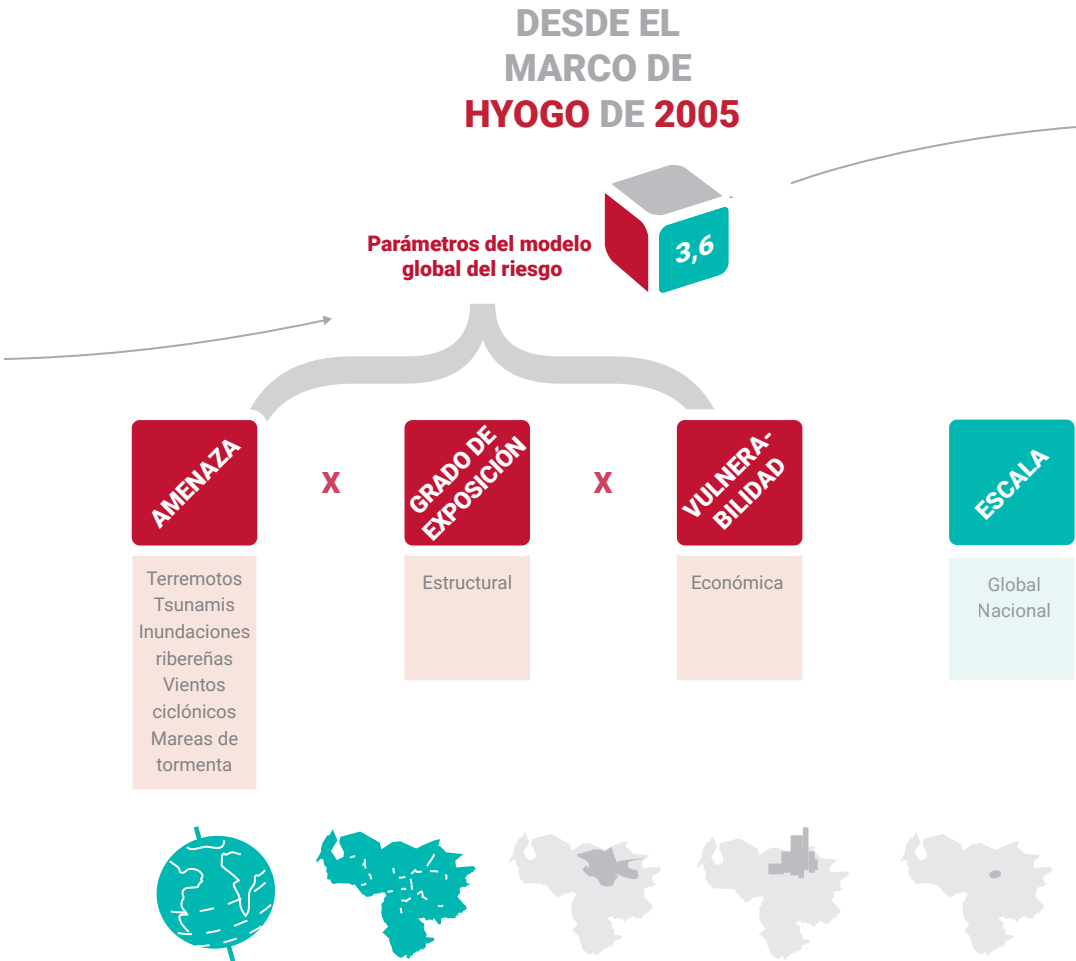 DESDE EL
MARCO DE
HYOGO DE 2005
Parámetros del modelo
global del riesgo
3,6
AMENAZA
X
GRADO DE
EXPOSICIÓN
X
VULNERA-
BILIDAD
ESCALA
Terremotos
Tsunamis
Inundaciones
ribereñas
Vientos
ciclónicos
Mareas de
tormenta
Estructural
Económica
Global
Nacional